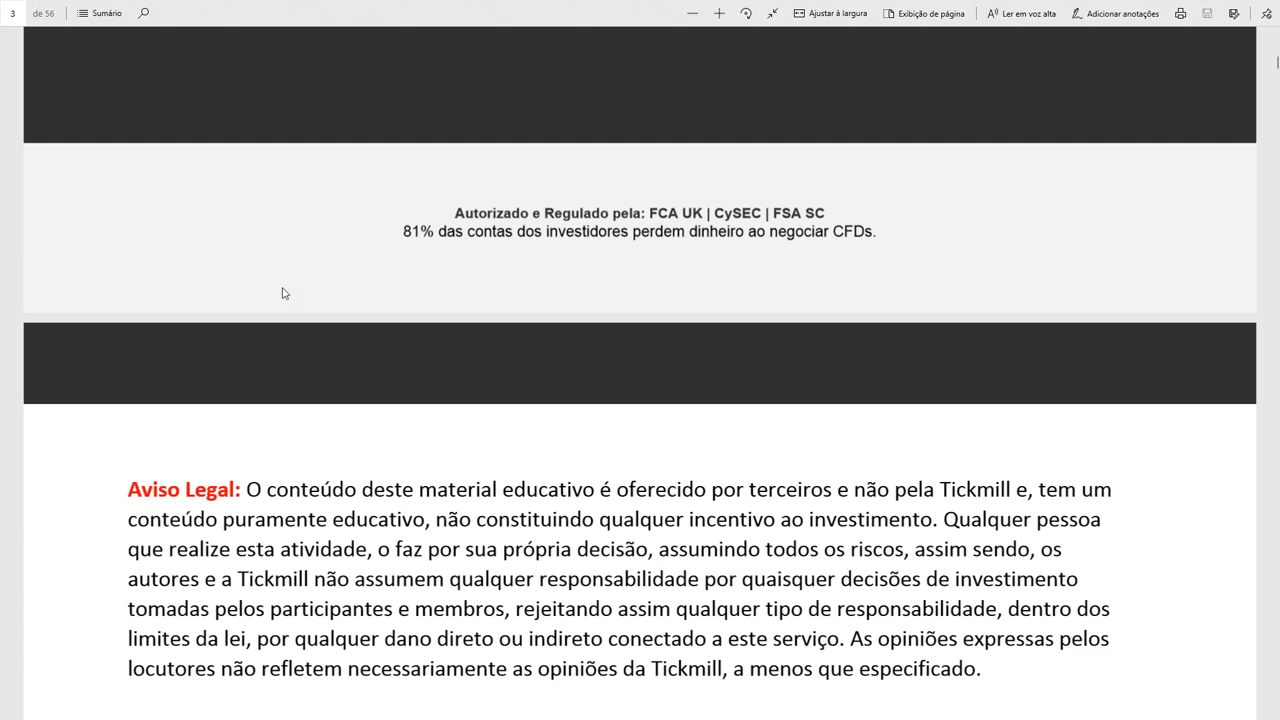 3 de 56 Sumário Ajustar à largura Exibição de página Ler em voz alta Adicionar anotações
Autorizado e Regulado pela: FCA UK | CySEC | FSA SC
81% das contas dos investidores perdem dinheiro ao negociar CFDs.
Aviso Legal: O conteúdo deste material educativo é oferecido por terceiros e não pela Tickmill e, tem um
conteúdo puramente educativo, não constituindo qualquer incentivo ao investimento. Qualquer pessoa
que realize esta atividade, o faz por sua própria decisão, assumindo todos os riscos, assim sendo, os
autores e a Tickmill não assumem qualquer responsabilidade por quaisquer decisões de investimento
tomadas pelos participantes e membros, rejeitando assim qualquer tipo de responsabilidade, dentro dos
limites da lei, por qualquer dano direto ou indireto conectado a este serviço. As opiniões expressas pelos
locutores não refletem necessariamente as opiniões da Tickmill, a menos que especificado.